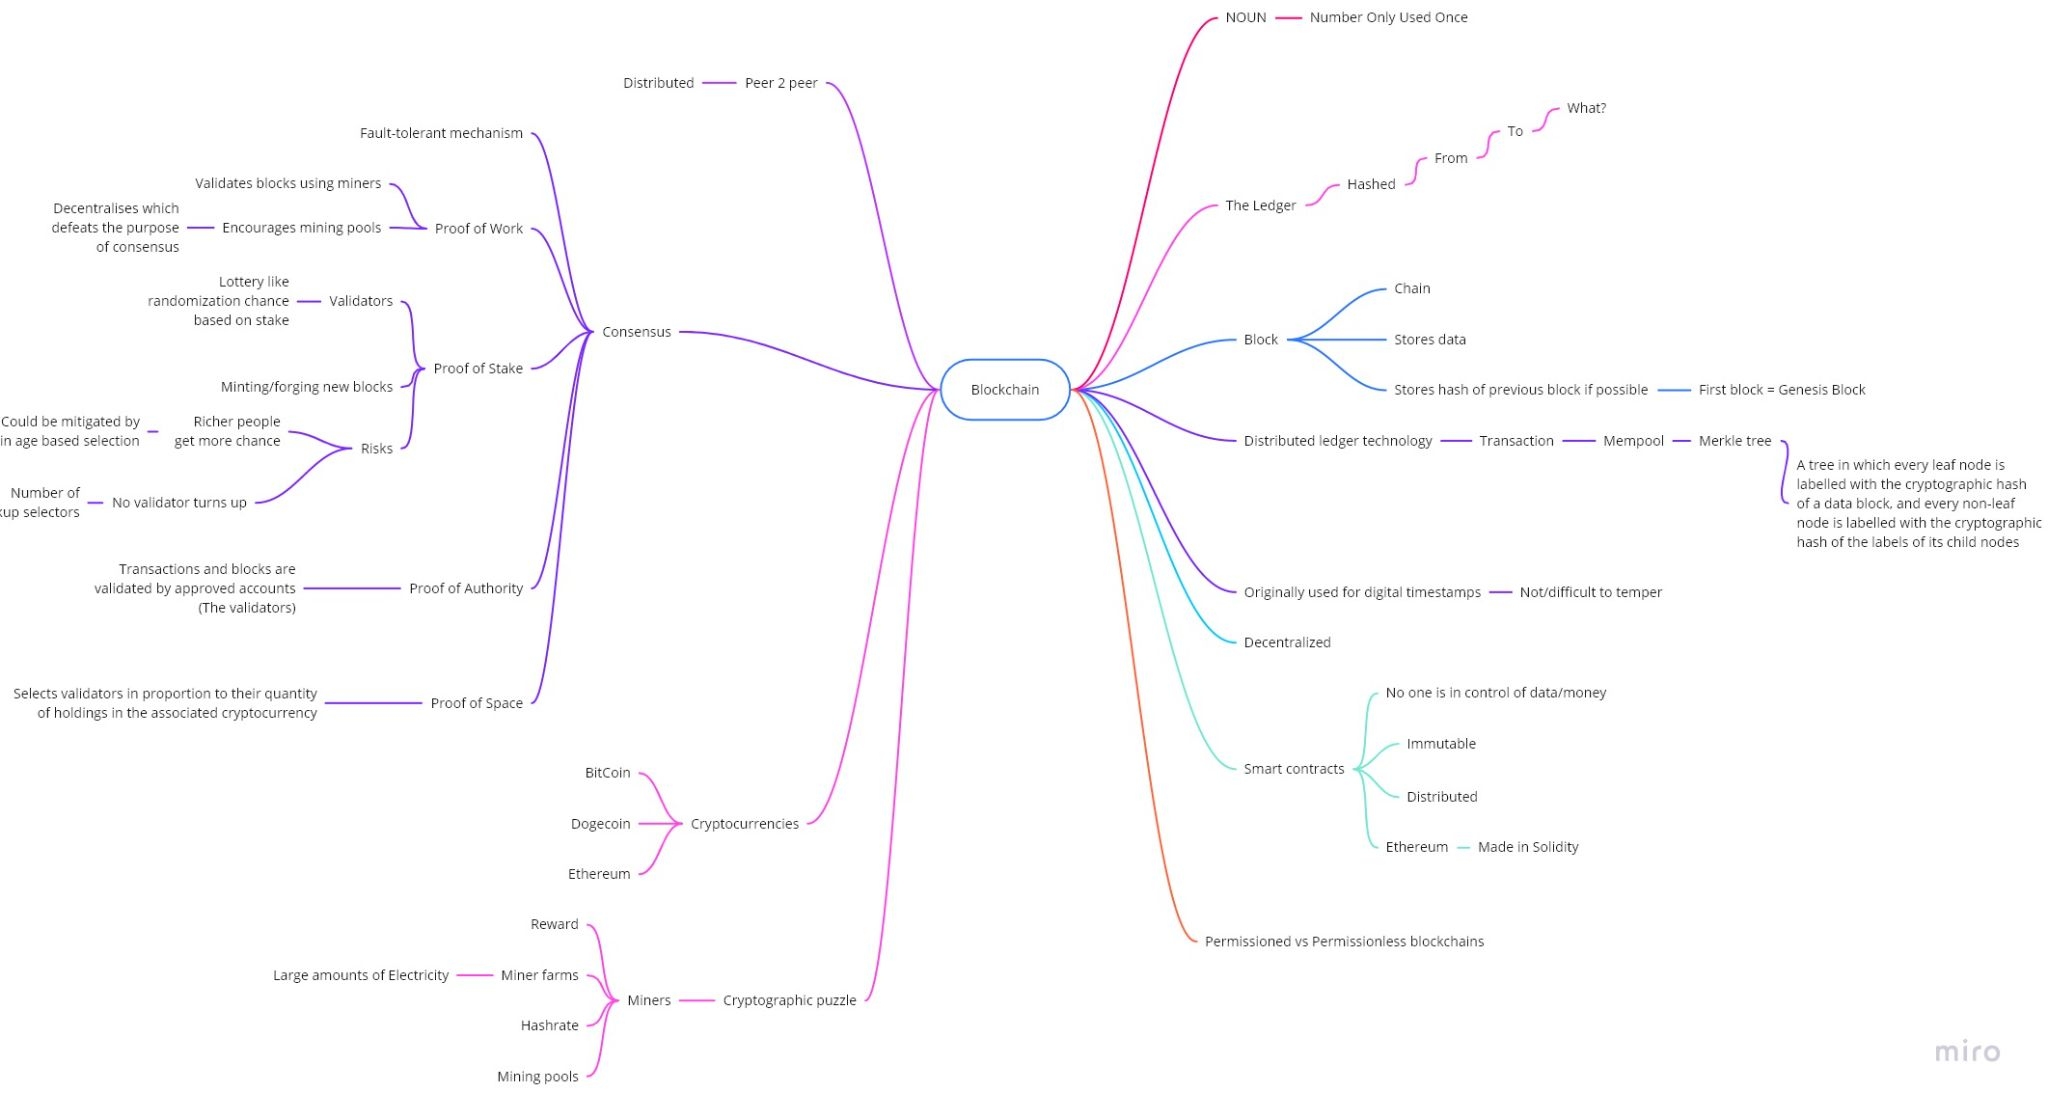 NOUN
Number Only Used Once
Distributed
Peer 2 peer
Fault-tolerant mechanism
Validates blocks using miners
Decentralises which
defeats the purpose
of consensus
Encourages mining pools
Proof of Work
Lottery like
randomization chance
based on stake
Validators
Minting/forging new blocks
Proof of Stake
Could be mitigated by
in age based selection
Richer people
get more chance
Risks
Number of
kup selectors
No validator turns up
Consensus
Transactions and blocks are
validated by approved accounts
(The validators)
Proof of Authority
Selects validators in proportion to their quantity
of holdings in the associated cryptocurrency
Proof of Space
BitCoin
Dogecoin
Ethereum
Cryptocurrencies
Reward
Large amounts of Electricity
Miner farms
Hashrate
Mining pools
Miners
Cryptographic puzzle
Blockchain
The Ledger
Hashed
From
To
What?
Block
Chain
Stores data
Stores hash of previous block if possible
First block = Genesis Block
Distributed ledger technology
Transaction
Mempool
Merkle tree
A tree in which every leaf node is
labelled with the cryptographic hash
of a data block, and every non-leaf
node is labelled with the cryptographic
hash of the labels of its child nodes
Originally used for digital timestamps
Not/difficult to temper
Decentralized
Smart contracts
No one is in control of data/money
Immutable
Distributed
Ethereum
Made in Solidity
Permissioned vs Permissionless blockchains
miro